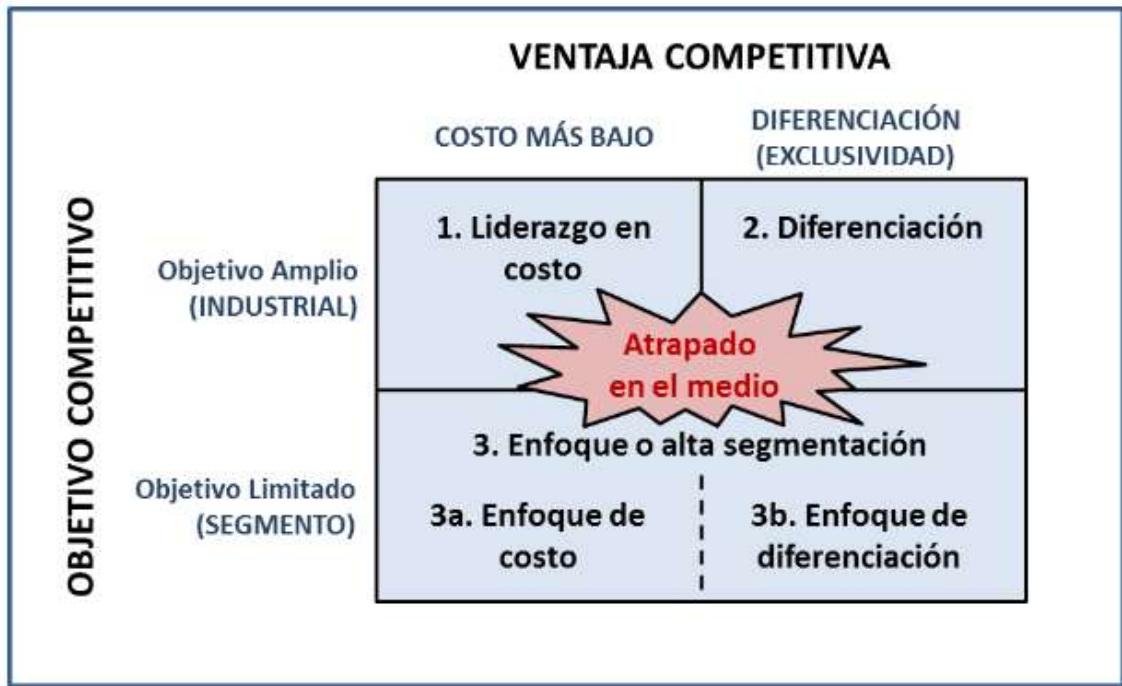 VENTAJA COMPETITIVA
COSTO MÁS BAJO
DIFERENCIACIÓN
(EXCLUSIVIDAD)
OBJETIVO COMPETITIVO
Objetivo Amplio
(INDUSTRIAL)
1. Liderazgo en
costo
2. Diferenciación
Atrapado
en el medio
Objetivo Limitado
(SEGMENTO)
3. Enfoque o alta segmentación
3a. Enfoque de
costo
3b. Enfoque de
diferenciación